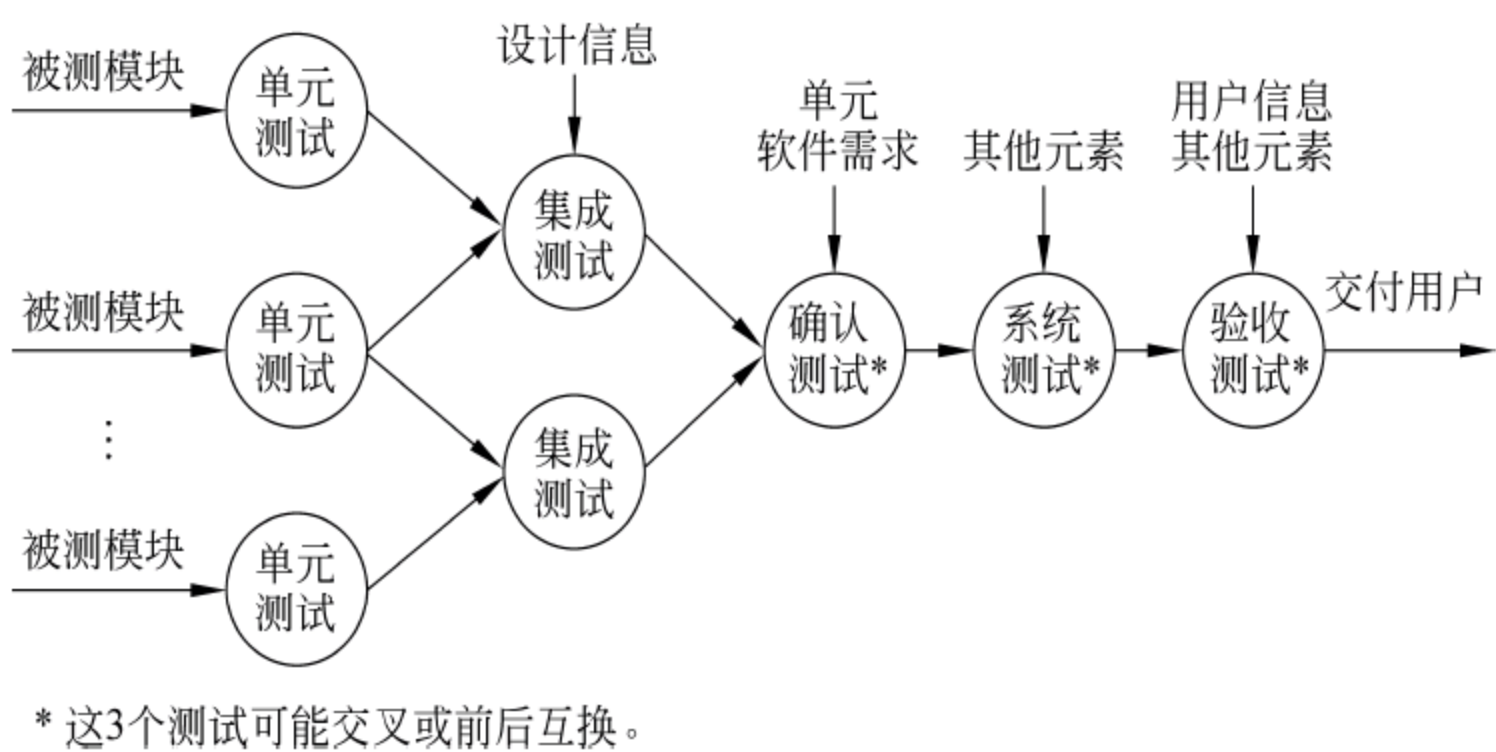 设计信息
被测模块
单元
测试
单元
软件需求
其他元素
用户信息
其他元素
集成
测试
被测模块
单元
测试
确认
测试*
系统
测试*
验收
测试*
交付用户
⋮
集成
测试
被测模块
单元
测试
* 这3个测试可能交叉或前后互换。